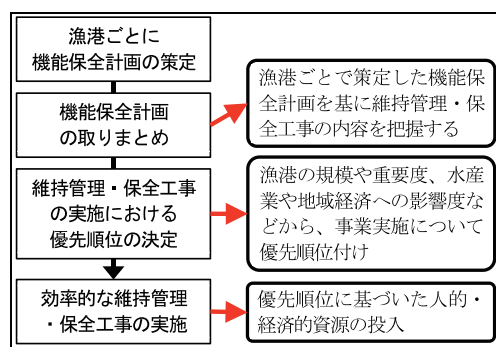 漁港ごとに
機能保全計画の策定
機能保全計画
の取りまとめ
漁港ごとで策定した機能保
全計画を基に維持管理・保
全工事の内容を把握する
維持管理・保全工事
の実施における
優先順位の決定
漁港の規模や重要度、水産
業や地域経済への影響度な
どから、事業実施について
優先順位付け
効率的な維持管理
・保全工事の実施
優先順位に基づいた人的・
経済的資源の投入